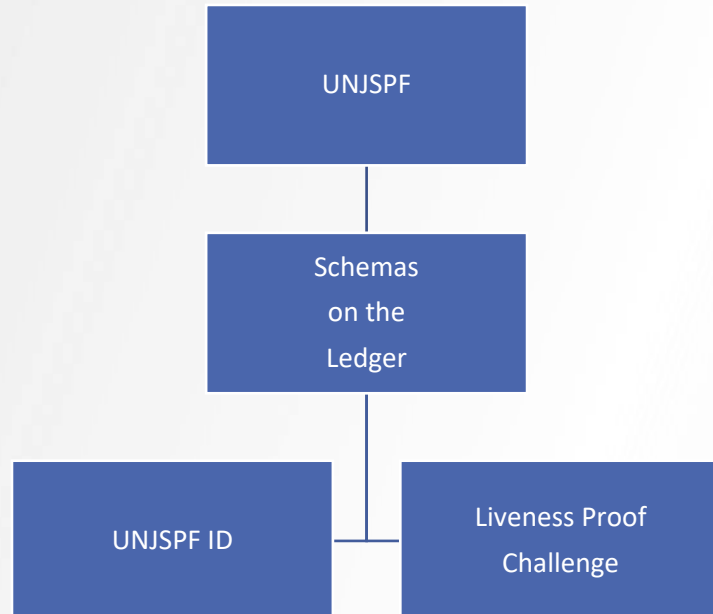 UNJSPF
Schemas
on the
Ledger
UNJSPF ID
Liveness Proof
Challenge